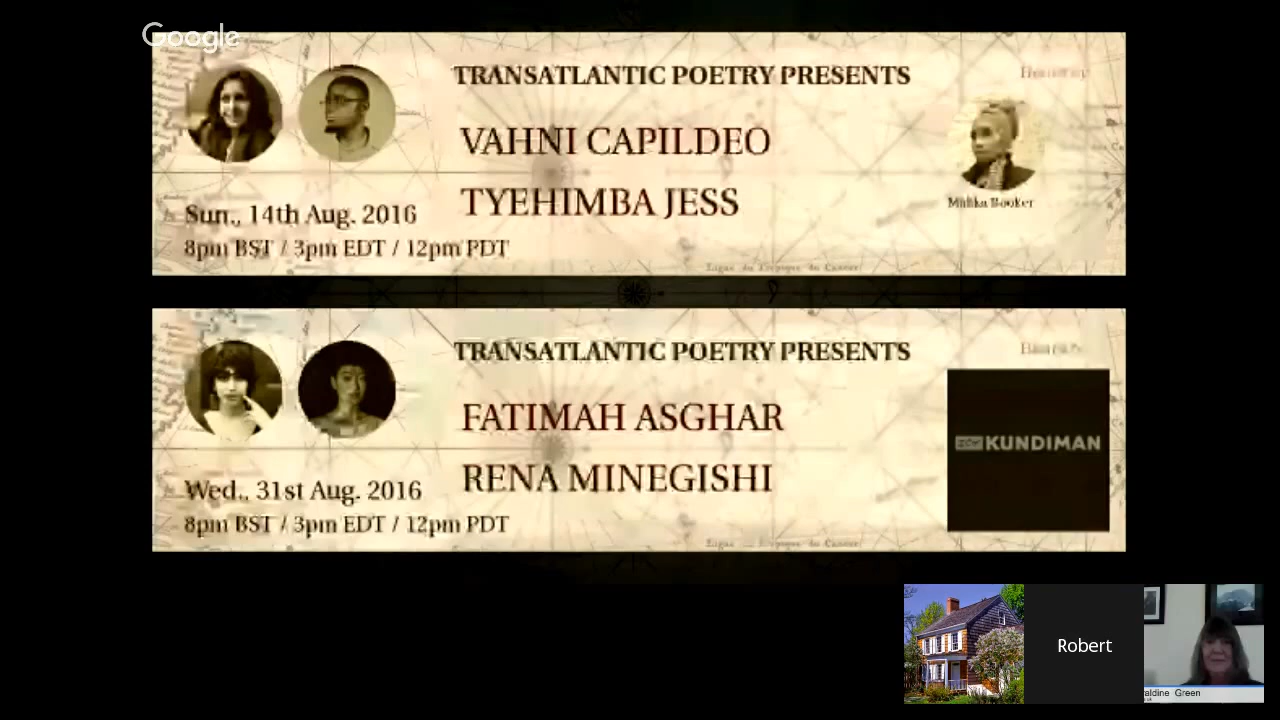 Google
TRANSATLANTIC POETRY PRESENTS
VAHNI CAPILDEO
TYEHIMBA JESS
Malika Booker
Sun., 14th Aug. 2016
8pm BST / 3pm EDT / 12pm PDT
TRANSATLANTIC POETRY PRESENTS
FATIMAH ASGHAR
KUNDIMAN
RENA MINEGISHI
Wed., 31st Aug. 2016
8pm BST / 3pm EDT / 12pm PDT
Robert
aldine Green